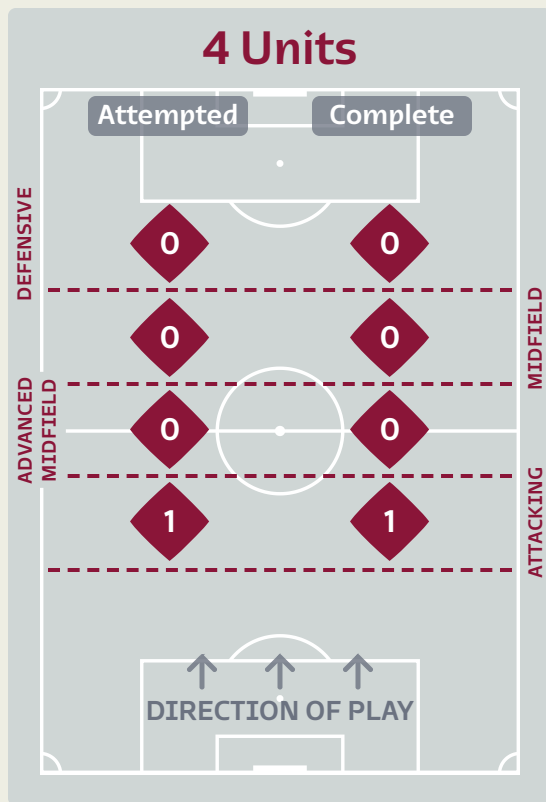 4 Units
Attempted Complete
DEFENSIVE
0 0
MIDFIELD
0 0
ADVANCED
MIDFIELD
0 0
ATTACKING
1 1
DIRECTION OF PLAY